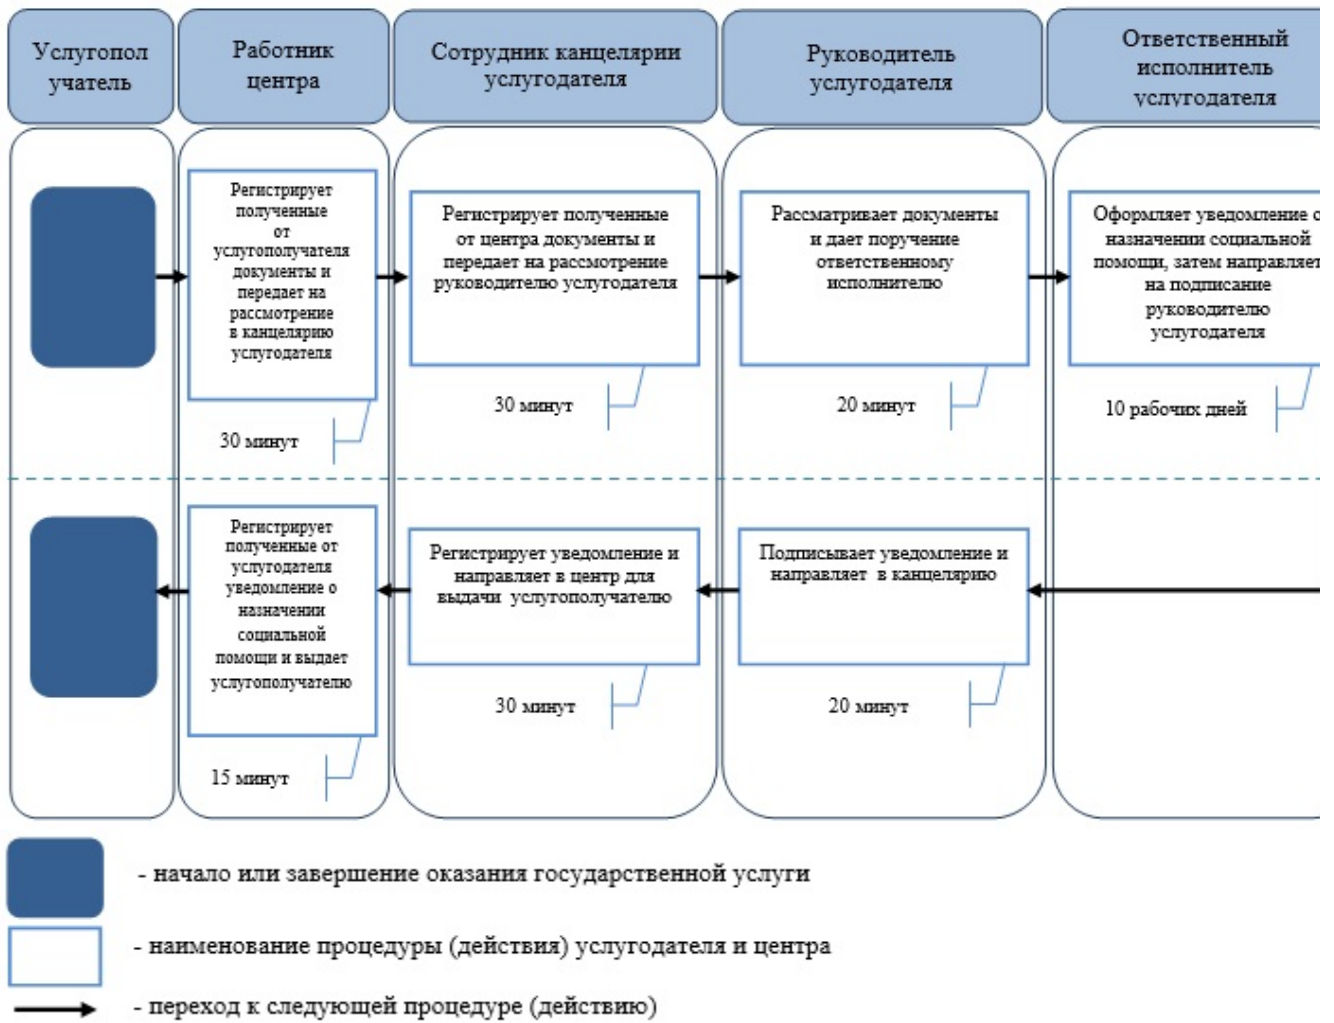 Услугопол
учатель
Работник
центра
Сотрудник канцелярии
услугодателя
Руководитель
услугодателя
Ответственный
исполнитель
услугодателя
Регистрирует
полученные
от
услугополучателя
документы и
передает на
рассмотрение
в канцелярию
услугодателя
30 минут
Регистрирует полученные
от центра документы и
передает на рассмотрение
руководителю услугодателя
30 минут
Рассматривает документы
и дает поручение
ответственному
исполнителю
20 минут
Оформляет уведомление о
назначении социальной
помощи, затем направляет
на подписание
руководителю
услугодателя
10 рабочих дней
Регистрирует
полученные от
услугодателя
уведомление о
назначении
социальной
помощи и выдает
услугополучателю
15 минут
Регистрирует уведомление и
направляет в центр для
выдачи услугополучателю
30 минут
Подписывает уведомление и
направляет в канцелярию
20 минут
- начало или завершение оказания государственной услуги
- наименование процедуры (действия) услугодателя и центра
- переход к следующей процедуре (действию)